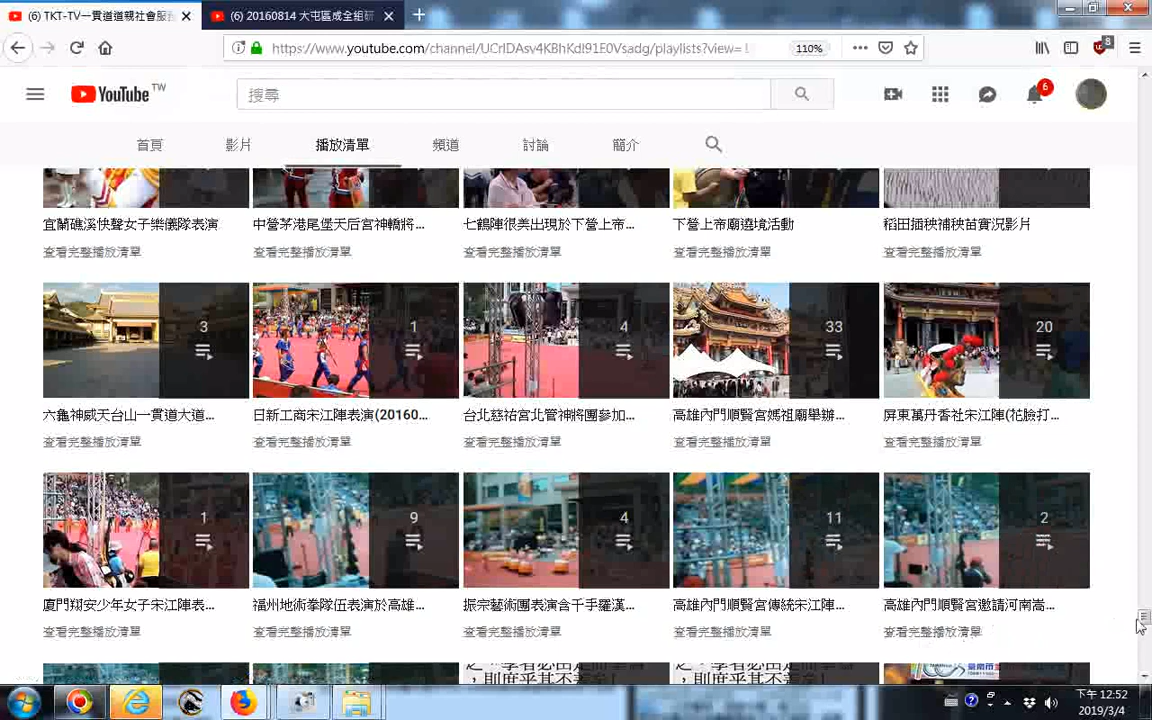 (6) TKT-TV一貫道道親社會服
(6) 20160814 大屯區咸全組研
https://www.youtube.com/channel/UCrIDAsv4KBhKdl91E0Vsadg/playlists?view=
110%
8
YouTube TW
搜尋
6
首頁 影片 播放清單 頻道 討論 簡介
宜蘭礁溪快聲女子樂儀隊表演 中營茅港尾堡天后宮神轎將... 七鶴陣很美出現於下營上帝... 下營上帝廟遶境活動 稻田插秧補秧苗實況影片
查看完整播放清單 查看完整播放清單 查看完整播放清單 查看完整播放清單 查看完整播放清單
3 1 4 33 20
六龜神威天台山一貫道大道... 日新工商宋江陣表演(20160... 台北慈祐宮北管神將團參加... 高雄內門順賢宮媽祖廟舉辦... 屏東萬丹香社宋江陣(花臉打...
查看完整播放清單 查看完整播放清單 查看完整播放清單 查看完整播放清單 查看完整播放清單
1 9 4 11 2
廈門翔安少年女子宋江陣表... 福州地術拳隊伍表演於高雄... 振宗藝術團表演含千手羅漢... 高雄內門順賢宮傳統宋江陣... 高雄內門順賢宮邀請河南嵩...
查看完整播放清單 查看完整播放清單 查看完整播放清單 查看完整播放清單 查看完整播放清單
下午 12:52
2019/3/4